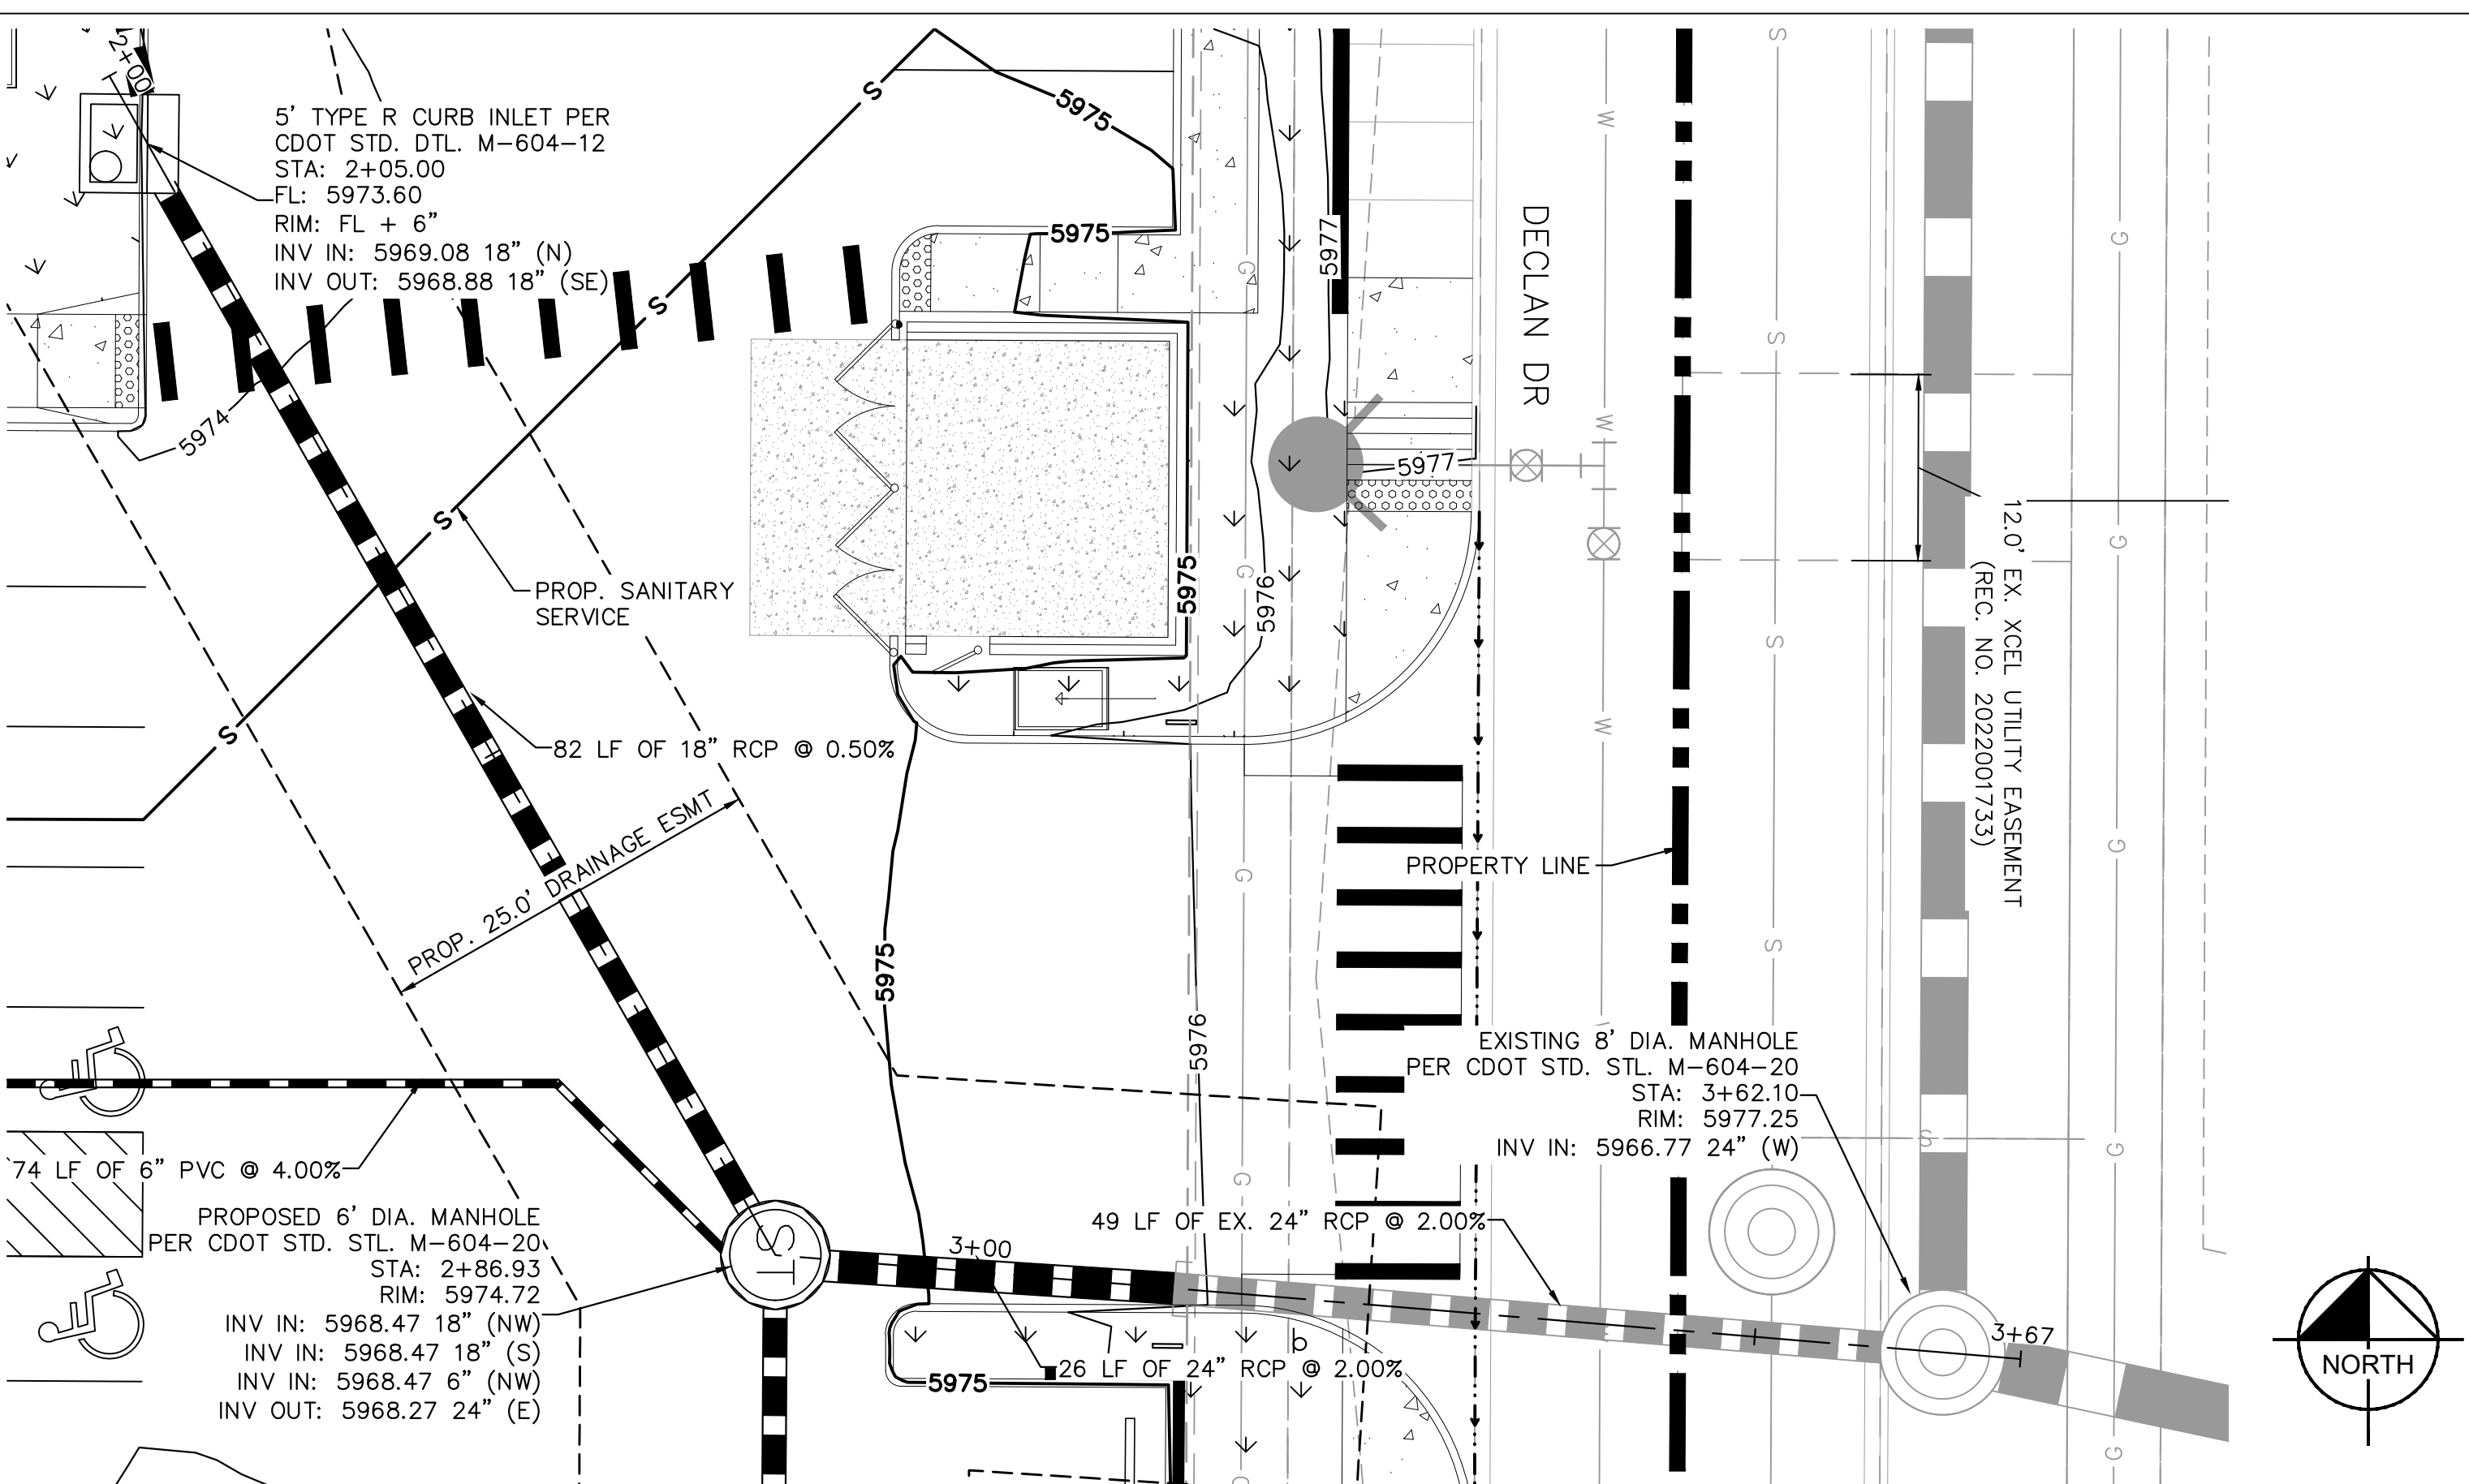 2+00
5' TYPE R CURB INLET PER
CDOT STD. DTL. M-604-12
STA: 2+05.00
FL: 5973.60
RIM: FL + 6"
INV IN: 5969.08 18" (N)
INV OUT: 5968.88 18" (SE)
5974
S
S
S
S
5975
5975
5977
G
DECLAN DR
W
S
G
5977
W
S
G
12.0' EX. XCEL UTILITY EASEMENT
(REC. NO. 2022001733)
PROP. SANITARY
SERVICE
5975
G
5976
W
S
82 LF OF 18" RCP @ 0.50%
PROP. 25.0' DRAINAGE ESMT
5975
G
PROPERTY LINE
G
S
5976
EXISTING 8' DIA. MANHOLE
PER CDOT STD. STL. M-604-20
STA: 3+62.10
RIM: 5977.25
INV IN: 5966.77 24" (W)
S
G
G
74 LF OF 6" PVC @ 4.00%
PROPOSED 6' DIA. MANHOLE
PER CDOT STD. STL. M-604-20
STA: 2+86.93
RIM: 5974.72
INV IN: 5968.47 18" (NW)
INV IN: 5968.47 18" (S)
INV IN: 5968.47 6" (NW)
INV OUT: 5968.27 24" (E)
ST
3+00
49 LF OF EX. 24" RCP @ 2.00%
26 LF OF 24" RCP @ 2.00%
5975
3+67
G
NORTH